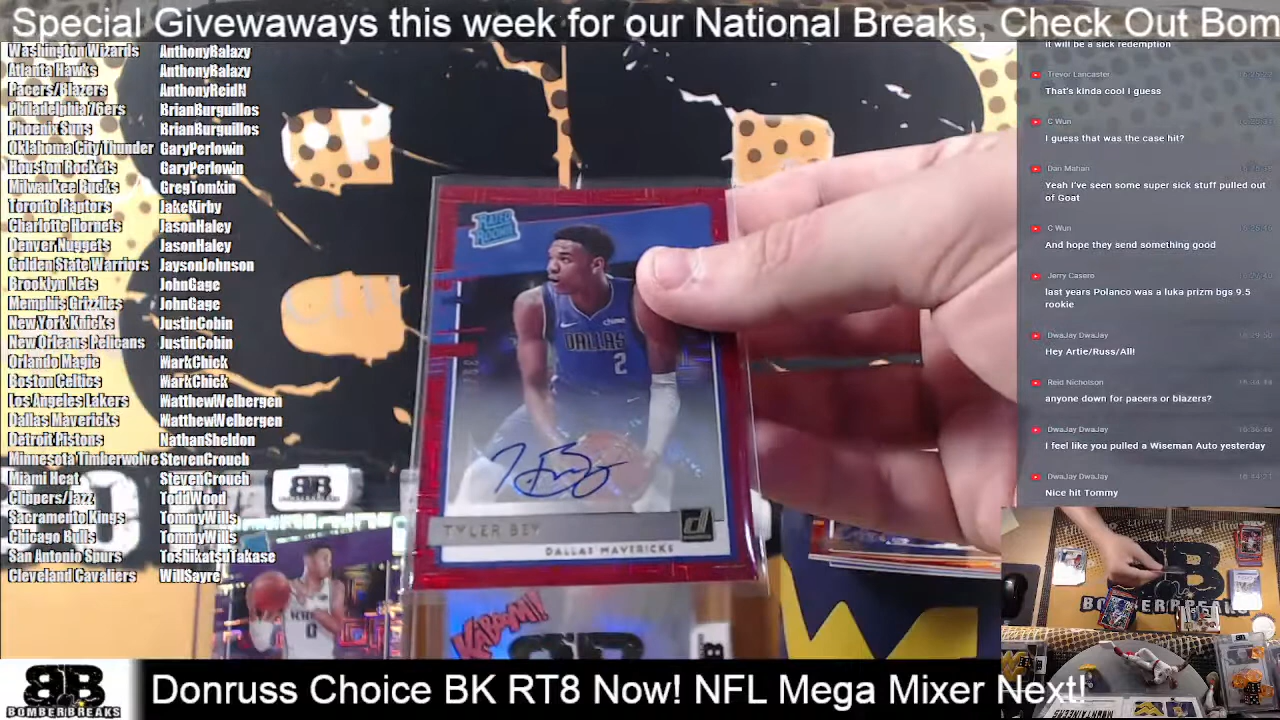 Special Givewaways this week for our National Breaks, Check Out Bom
Washington Wizards AnthonyBalazy
Atlanta Hawks AnthonyBalazy
Pacers/Blazers AnthonyReidN
Philadelphia 76ers BrianBurguillos
Phoenix Suns BrianBurguillos
Oklahoma City Thunder GaryPerlowin
Houston Rockets GaryPerlowin
Milwaukee Bucks GregTomkin
Toronto Raptors JakeKirby
Charlotte Hornets JasonHaley
Denver Nuggets JasonHaley
Golden State Warriors JaysonJohnson
Brooklyn Nets JohnGage
Memphis Grizzlies JohnGage
New York Knicks JustinCobin
New Orleans Pelicans JustinCobin
Orlando Magic WarkChick
Boston Celtics WarkChick
Los Angeles Lakers MatthewWelbergen
Dallas Mavericks MatthewWelbergen
Detroit Pistons NathanSheldon
Minnesota Timberwolve StevenCrouch
Miami Heat StevenCrouch
Clippers/Jazz ToddWood
Sacramento Kings TommyWills
Chicago Bulls TommyWills
San Antonio Spurs ToshikatsuTakase
Cleveland Cavaliers WillSayre
RATED ROOKIE
chime
DALLAS
2
TYLER BEY
DALLAS MAVERICKS
KABOOM!!
0
it will be a sick redemption
Trevor Lancaster
That's kinda cool I guess
C Wun
I guess that was the case hit?
Dan Mahan
Yeah I've seen some super sick stuff pulled out
of Goat
C Wun
And hope they send something good
Jerry Casero
last years Polanco was a luka prizm bgs 9.5
rookie
DwaJay DwaJay
Hey Artie/Russ/All!
Reid Nicholson
anyone down for pacers or blazers?
DwaJay DwaJay
I feel like you pulled a Wiseman Auto yesterday
DwaJay DwaJay
Nice hit Tommy
BOMBERBREAKS
Donruss Choice BK RT8 Now! NFL Mega Mixer Next!